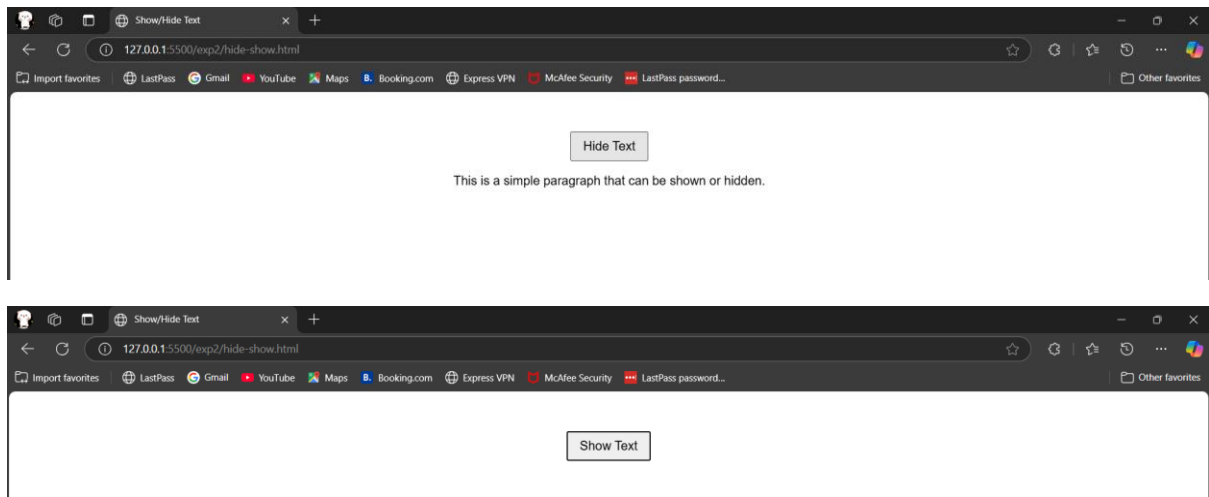 Show/Hide Text
127.0.0.1:5500/exp2/hide-show.html
Import favorites LastPass Gmail YouTube Maps B. Booking.com Express VPN McAfee Security LastPass password... Other favorites
Hide Text
This is a simple paragraph that can be shown or hidden.
Show/Hide Text
127.0.0.1:5500/exp2/hide-show.html
Import favorites LastPass Gmail YouTube Maps B. Booking.com Express VPN McAfee Security LastPass password... Other favorites
Show Text